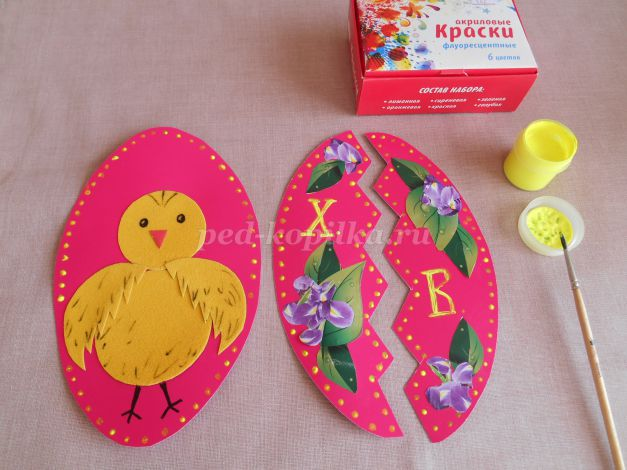 акриловые
Краски
флуоресцентные
6 цветов
СОСТАВ НАБОРА:
• лимонная • сиреневая • зеленая
• оранжевая • красная • голубая
ped-kopilka.ru
Х
В